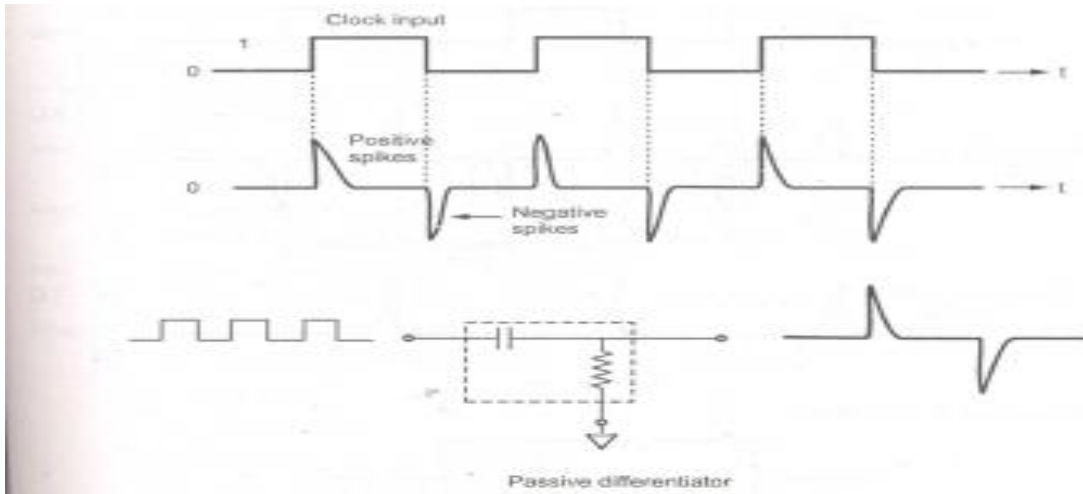 Clock input
1
0
t
Positive
spikes
0
t
Negative
spikes
Passive differentiator